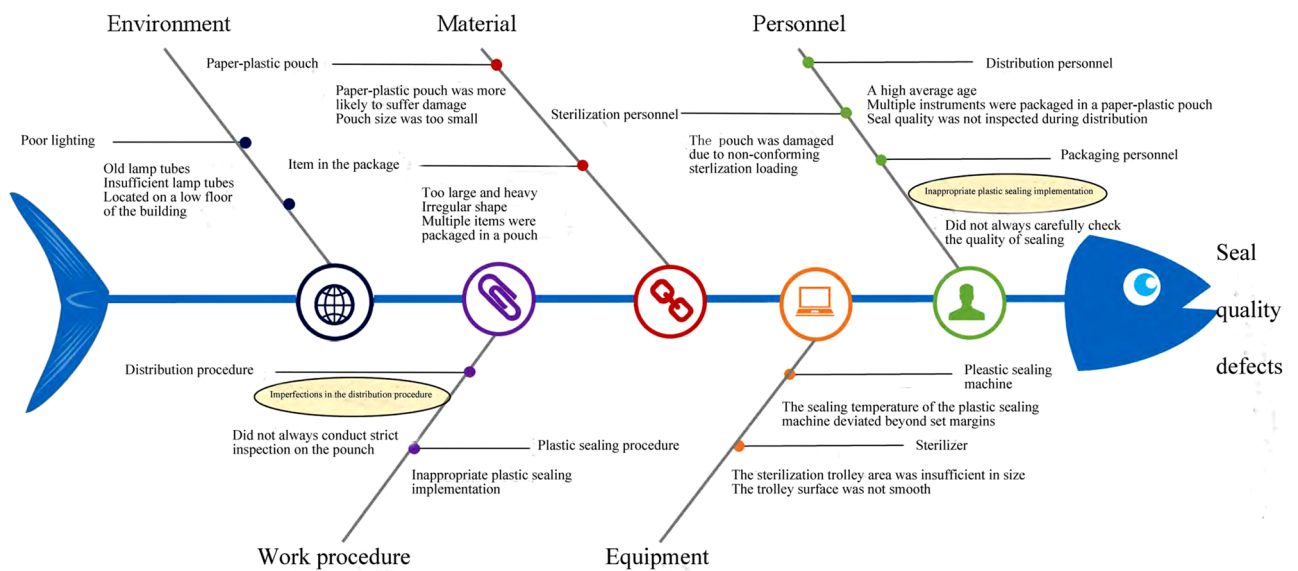 Environment
Material
Personnel
Paper-plastic pouch
Paper-plastic pouch was more
likely to suffer damage
Pouch size was too small
Distribution personnel
A high average age
Multiple instruments were packaged in a paper-plastic pouch
Seal quality was not inspected during distribution
Sterilization personnel
The pouch was damaged
due to non-conforming
sterlization loading
Poor lighting
Old lamp tubes
Insufficient lamp tubes
Located on a low floor
of the building
Item in the package
Too large and heavy
Irregular shape
Multiple items were
packaged in a pouch
Packaging personnel
Inappropriate plastic sealing implementation
Did not always carefully check
the quality of sealing
Seal
quality
defects
Distribution procedure
Imperfections in the distribution procedure
Did not always conduct strict
inspection on the pounch
Plastic sealing procedure
Inappropriate plastic sealing
implementation
Pleastic sealing
machine
The sealing temperature of the plastic sealing
machine deviated beyond set margins
Sterilizer
The sterilization trolley area was insufficient in size
The trolley surface was not smooth
Work procedure
Equipment